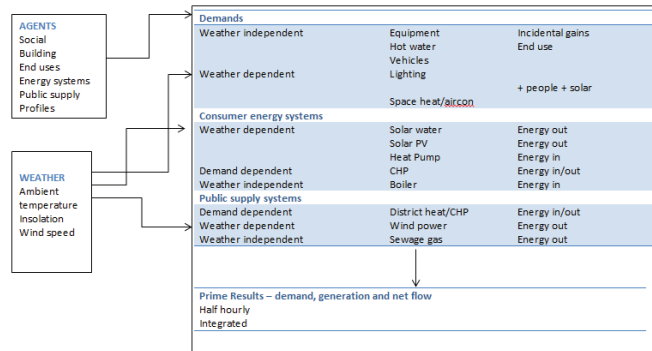 AGENTS
Social
Building
End uses
Energy systems
Public supply
Profiles
WEATHER
Ambient
temperature
Insolation
Wind speed
Demands
Weather independent Equipment Incidental gains
Hot water End use
Vehicles
Weather dependent Lighting
+ people + solar
Space heat/aircon
Consumer energy systems
Weather dependent Solar water Energy out
Solar PV Energy out
Heat Pump Energy in
Demand dependent CHP Energy in/out
Weather independent Boiler Energy in
Public supply systems
Demand dependent District heat/CHP Energy in/out
Weather dependent Wind power Energy out
Weather independent Sewage gas Energy out
Prime Results – demand, generation and net flow
Half hourly
Integrated